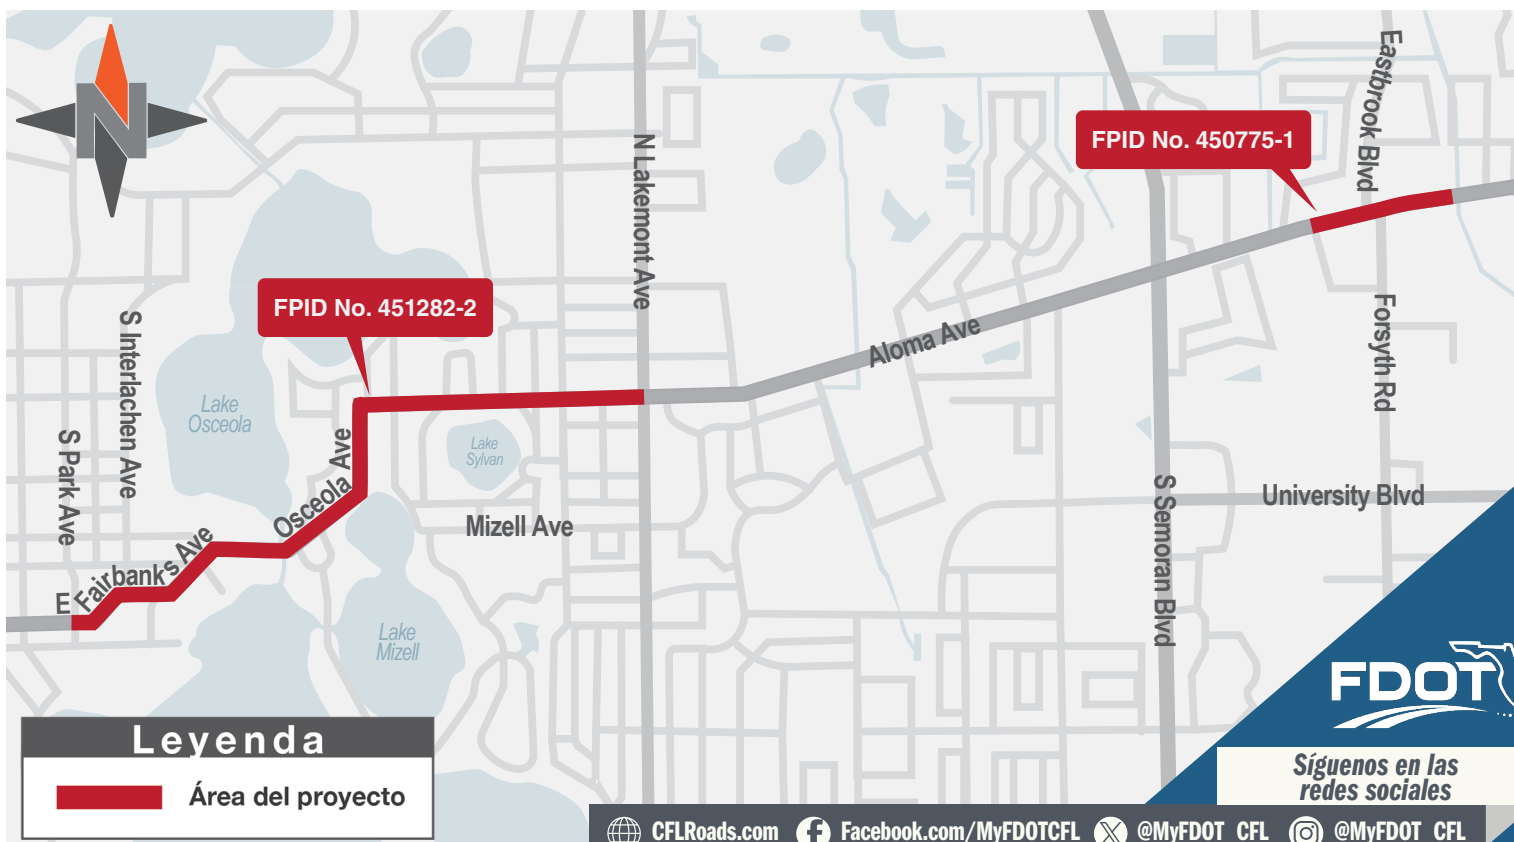 N
Eastbrook Blvd
FPID No. 450775-1
N Lakemont Ave
FPID No. 451282-2
Aloma Ave
Forsyth Rd
S Interlachen Ave
Lake
Osceola
S Park Ave
Lake
Sylvan
Osceola Ave
Mizell Ave
S Semoran Blvd
University Blvd
E Fairbanks Ave
Lake
Mizell
FDOT
Leyenda
Área del proyecto
Síguenos en las
redes sociales
CFLRoads.com Facebook.com/MyFDOTCFL @MyFDOT_CFL @MyFDOT_CFL